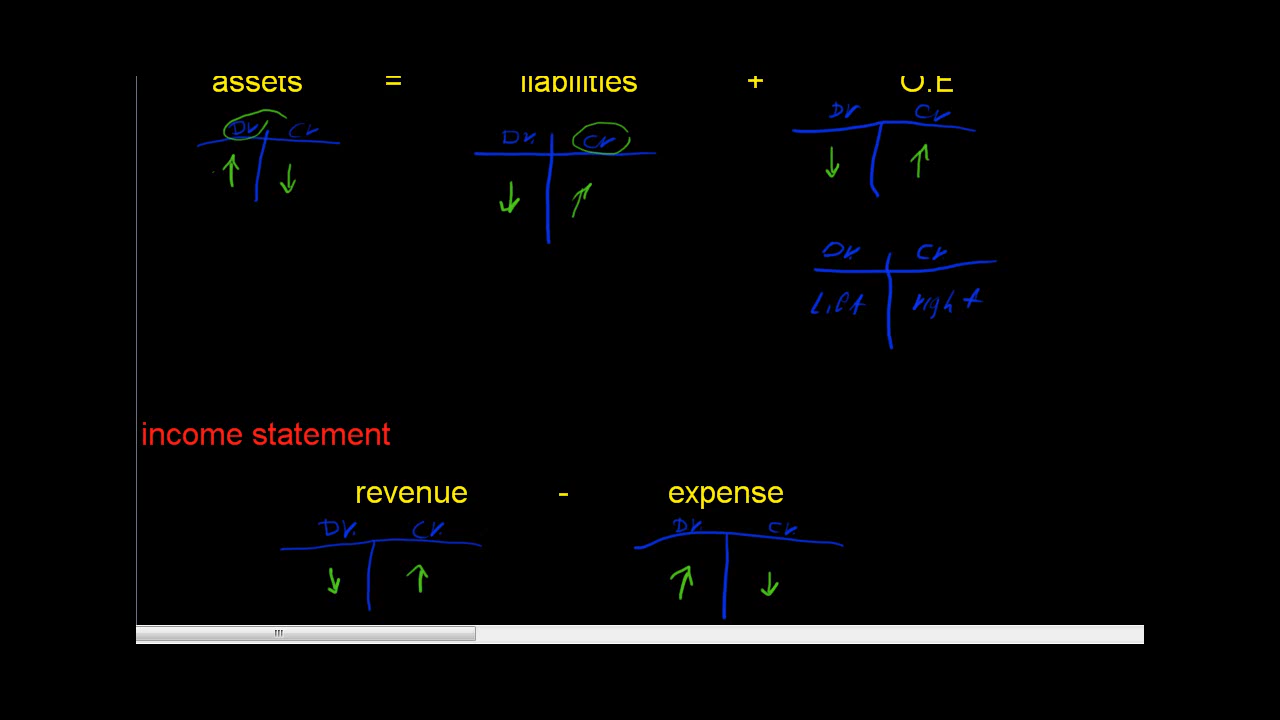 assets = liabilities + O.E
Dr. Cr Dr. Cr Dr Cr
Dr. Cr.
Left right
income statement
revenue - expense
Dr. Cr. Dr. Cr.